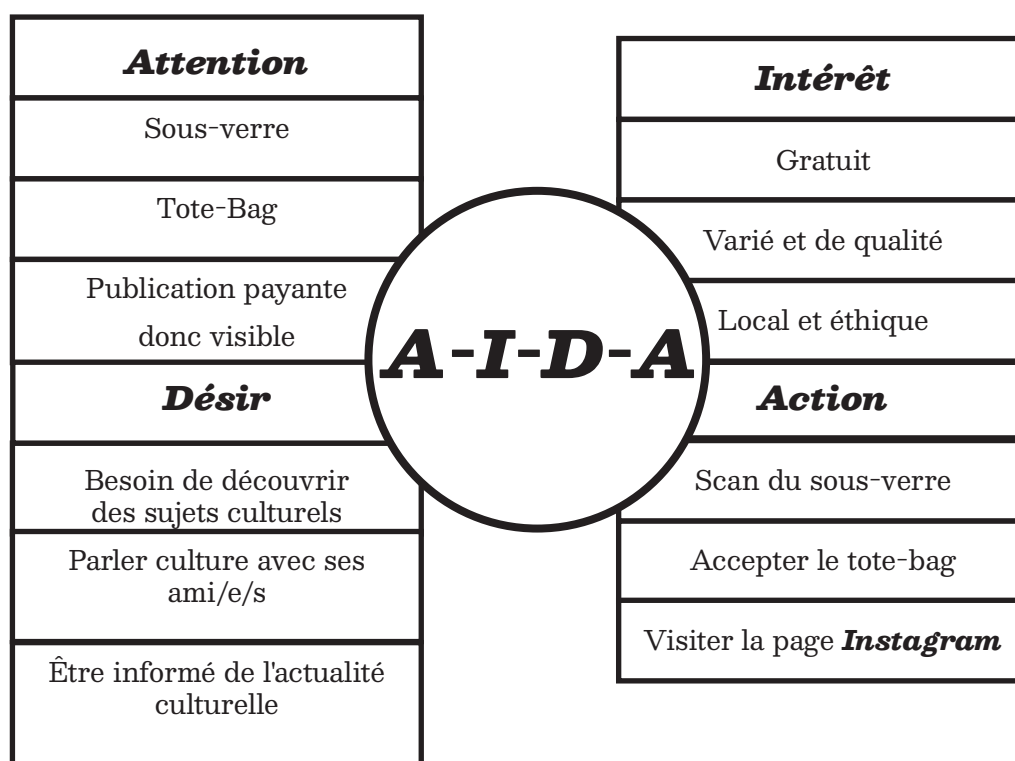 Attention
Sous-verre
Tote-Bag
Publication payante
donc visible
Désir
Besoin de découvrir
des sujets culturels
Parler culture avec ses
ami/e/s
Être informé de l'actualité
culturelle
A-I-D-A
Intérêt
Gratuit
Varié et de qualité
Local et éthique
Action
Scan du sous-verre
Accepter le tote-bag
Visiter la page Instagram